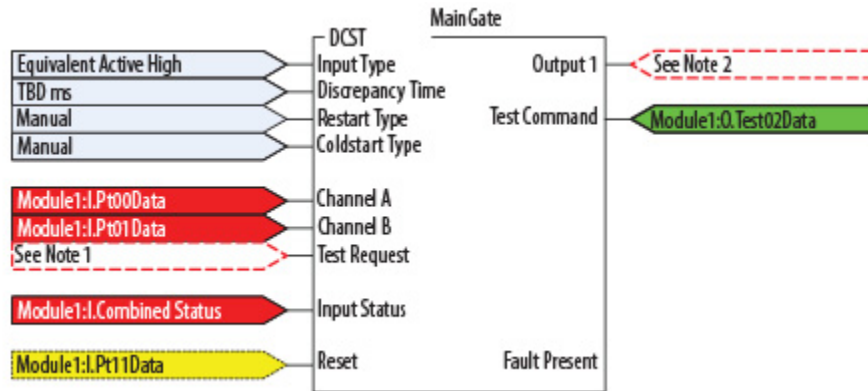 MainGate
DCST
Equivalent Active High Input Type Output 1 See Note 2
TBD ms Discrepancy Time
Manual Restart Type Test Command Module1:O.Test02Data
Manual Coldstart Type
Module1:I.Pt00Data Channel A
Module1:I.Pt01Data Channel B
See Note 1 Test Request
Module1:I.Combined Status Input Status
Module1:I.Pt11Data Reset Fault Present